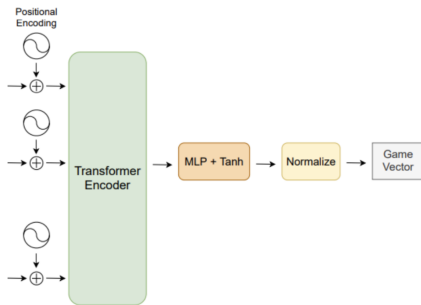 Positional
Encoding
Transformer
Encoder
MLP + Tanh
Normalize
Game
Vector